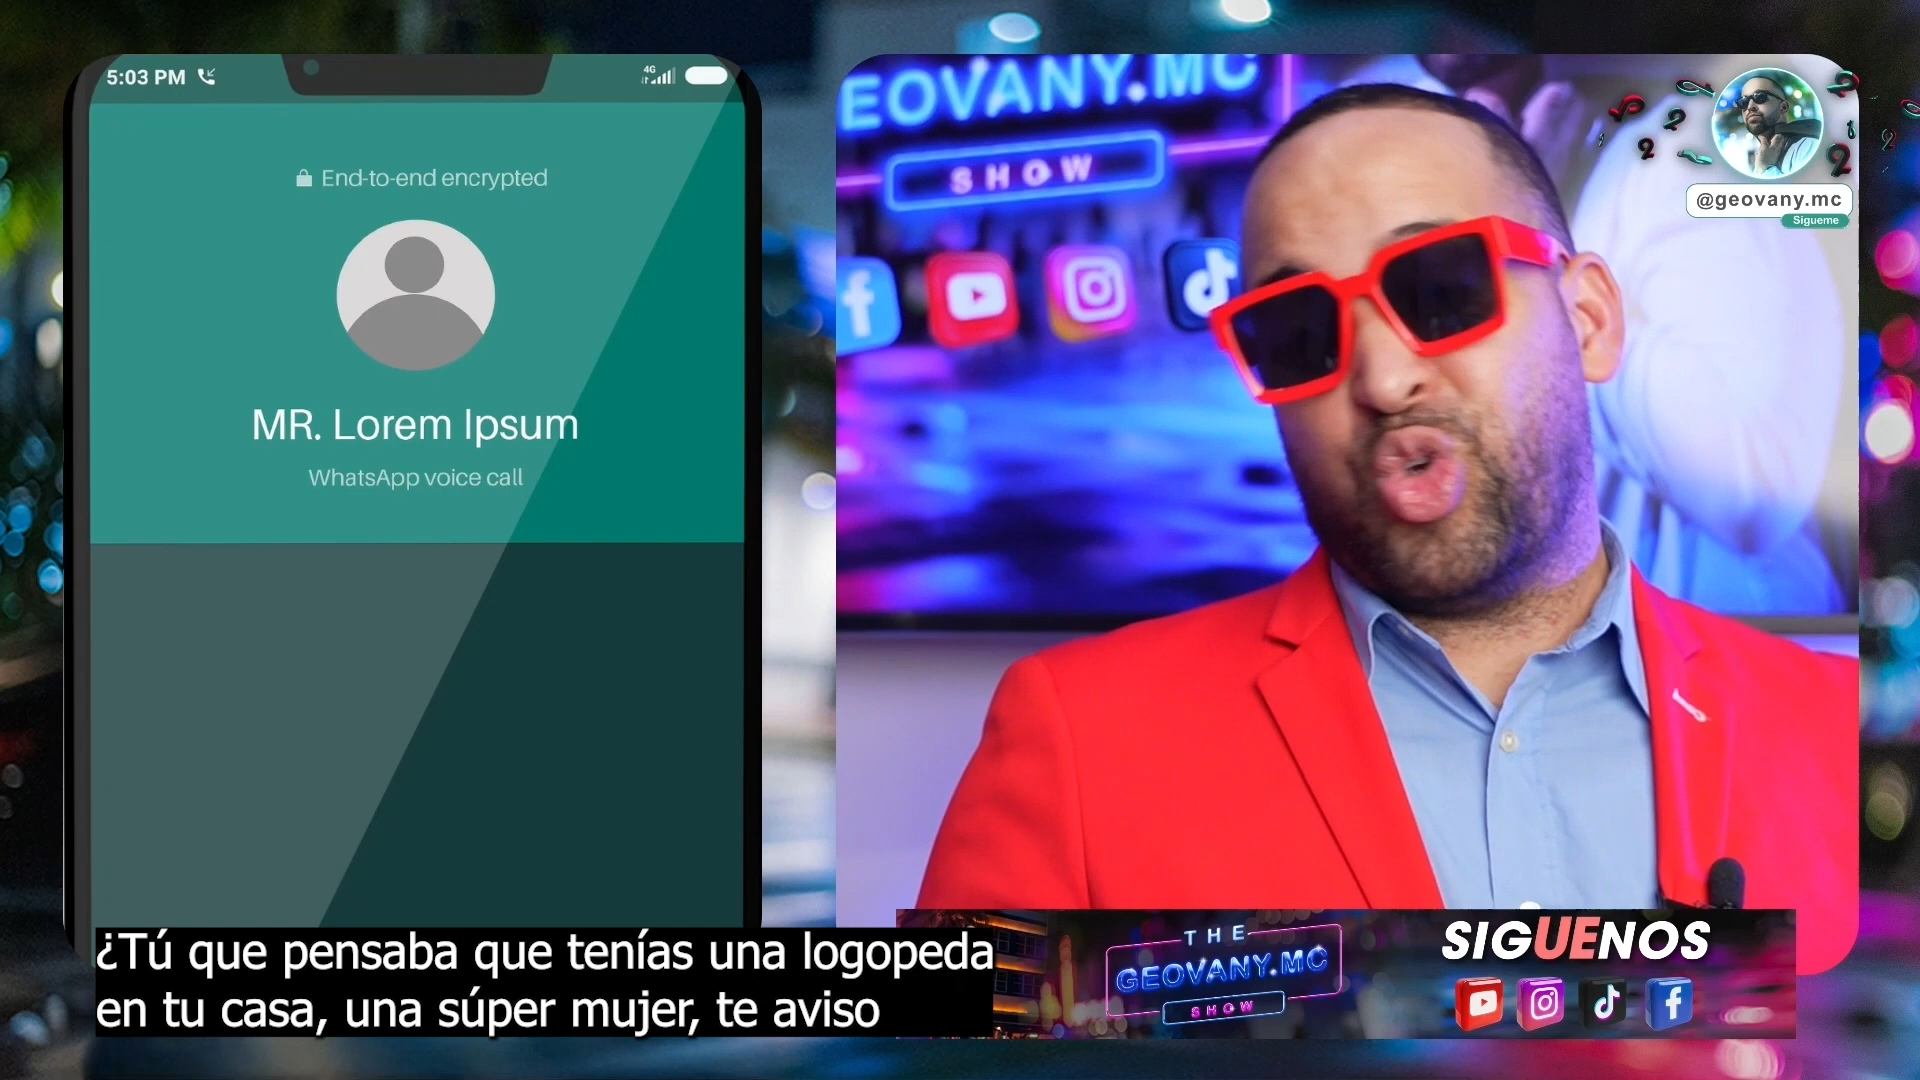 5:03 PM
4G
End-to-end encrypted
MR. Lorem Ipsum
WhatsApp voice call
EOVANY.MC
SHOW
@geovany.mc
Sigueme
¿Tú que pensaba que tenías una logopeda
en tu casa, una súper mujer, te aviso
THE
GEOVANY.MC
SHOW
SIGUENOS